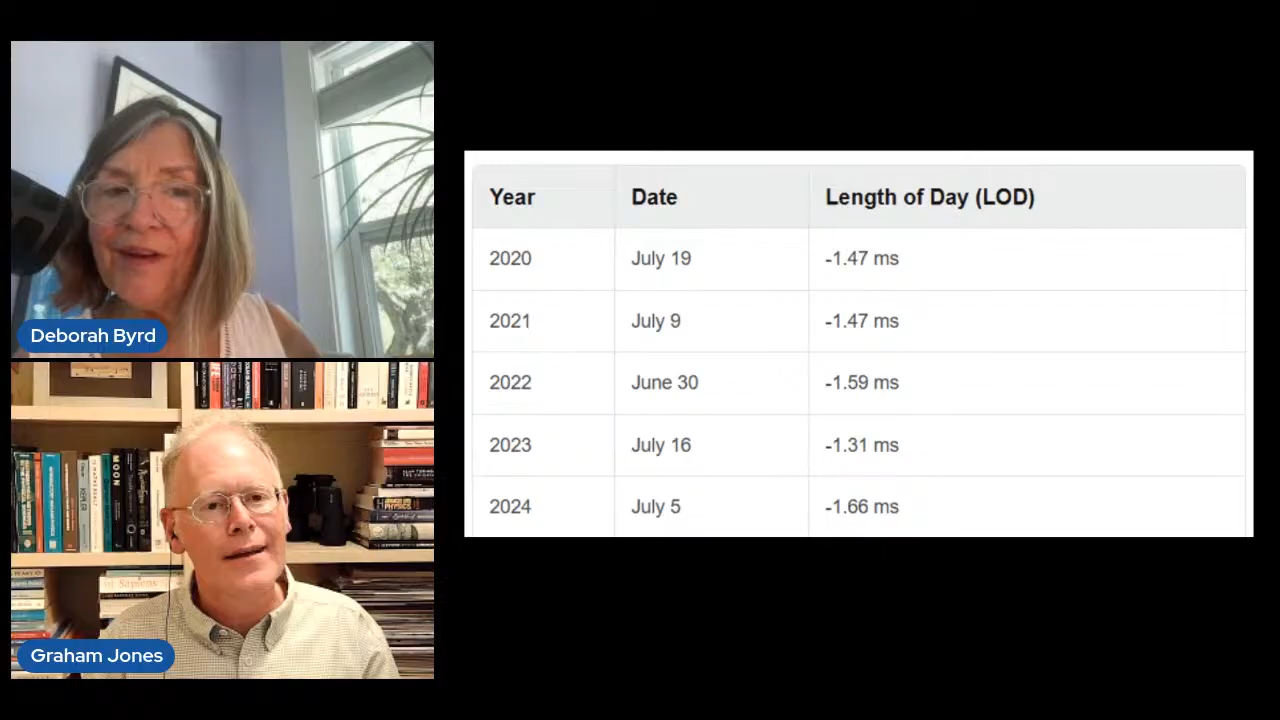 Deborah Byrd
Graham Jones
MOON
KEPLER
Sapiens
Year Date Length of Day (LOD)
2020 July 19 -1.47 ms
2021 July 9 -1.47 ms
2022 June 30 -1.59 ms
2023 July 16 -1.31 ms
2024 July 5 -1.66 ms